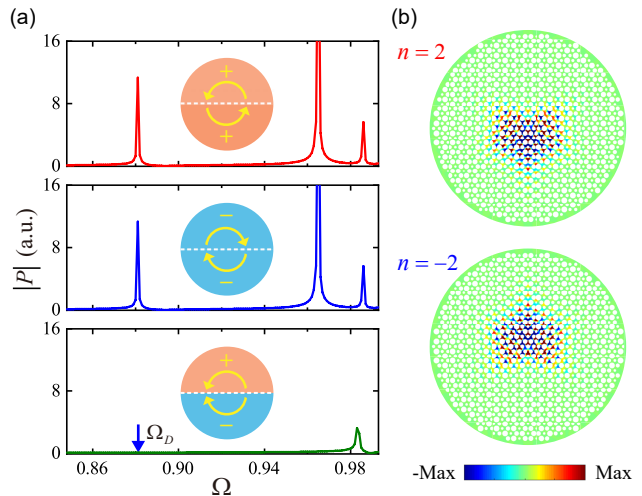 (a)
(b)
16
8
0
+
+
n = 2
16
8
0
−
−
|P| (a.u.)
n = −2
16
8
0
+
−
Ω_D
0.86
0.90
0.94
0.98
Ω
-Max
Max